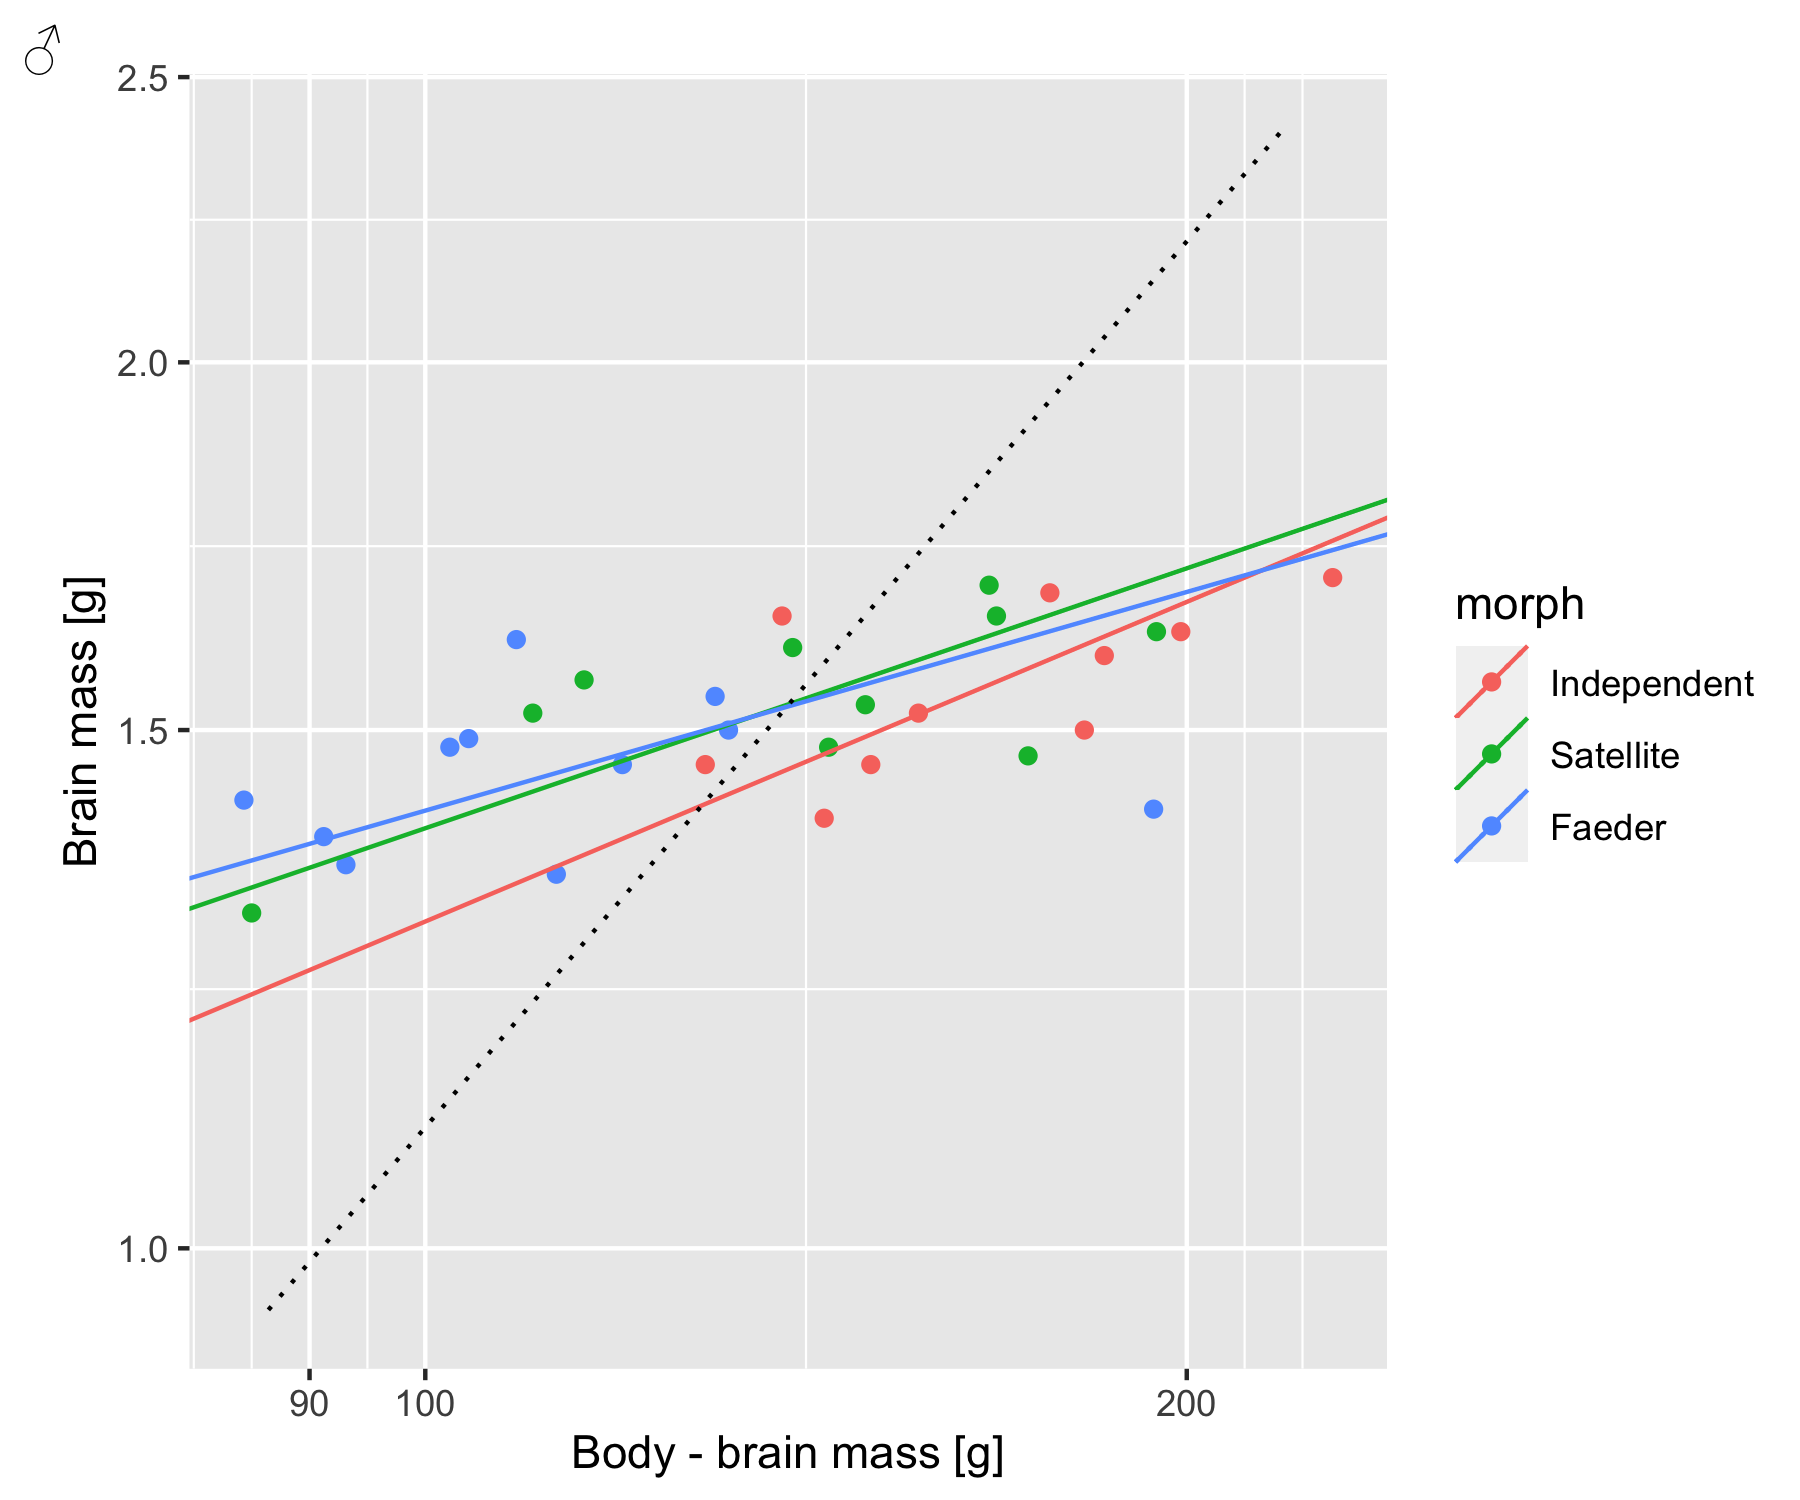 ♂
2.5
2.0
1.5
1.0
Brain mass [g]
90 100 200
Body - brain mass [g]
morph
Independent
Satellite
Faeder